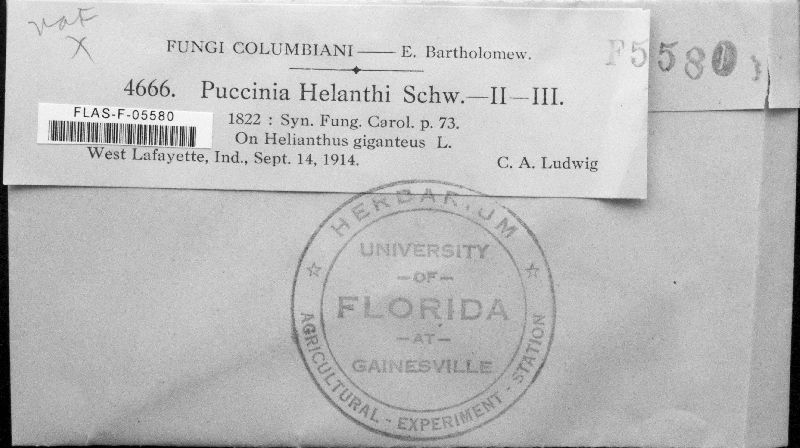 X
FUNGI COLUMBIANI — E. Bartholomew.
F5580
4666. Puccinia Helanthi Schw.—II—III.
FLAS-F-05580
1822 : Syn. Fung. Carol. p. 73.
On Helianthus giganteus L.
West Lafayette, Ind., Sept. 14, 1914.
C. A. Ludwig
HERBARIUM
UNIVERSITY
—OF—
FLORIDA
—AT—
GAINESVILLE
AGRICULTURAL - EXPERIMENT - STATION